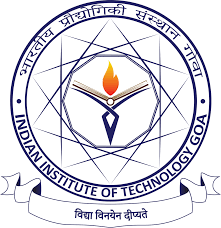 भारतीय प्रौद्योगिकी संस्थान गोवा
INDIAN INSTITUTE OF TECHNOLOGY GOA
विद्या विनयेन दीप्यते